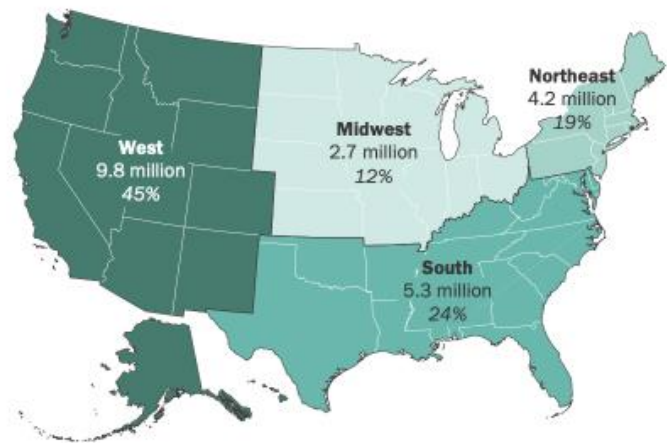 Northeast
4.2 million
19%
Midwest
2.7 million
12%
West
9.8 million
45%
South
5.3 million
24%